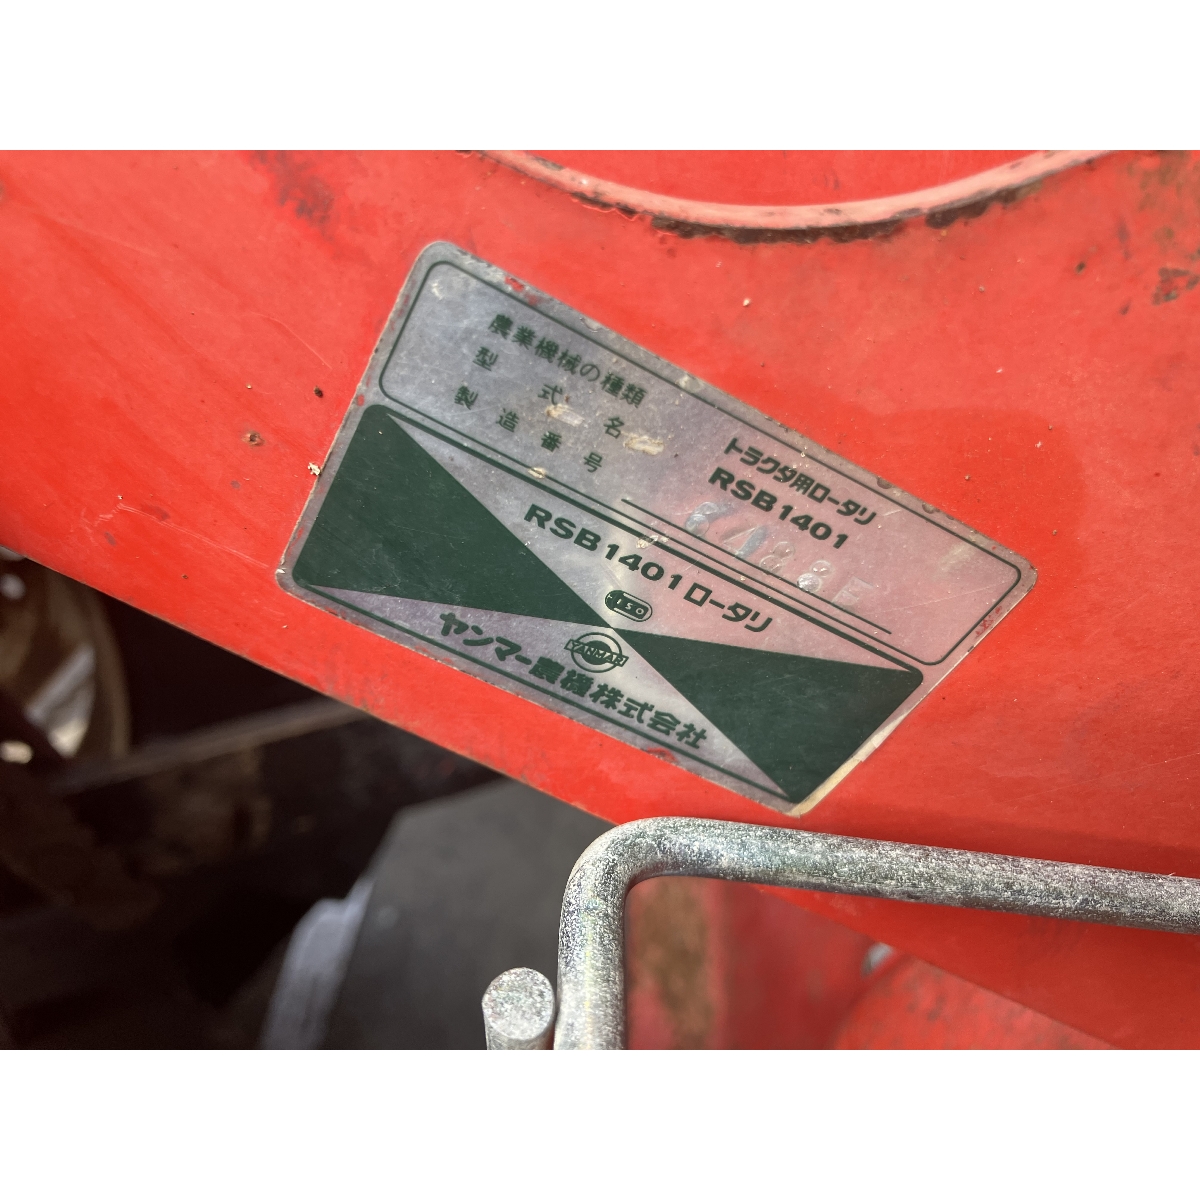 農業機械の種類 トラクタ用ロータリ
型式名 RSB1401
製造番号
RSB1401ロータリ
ISO
YANMAR
ヤンマー農機株式会社